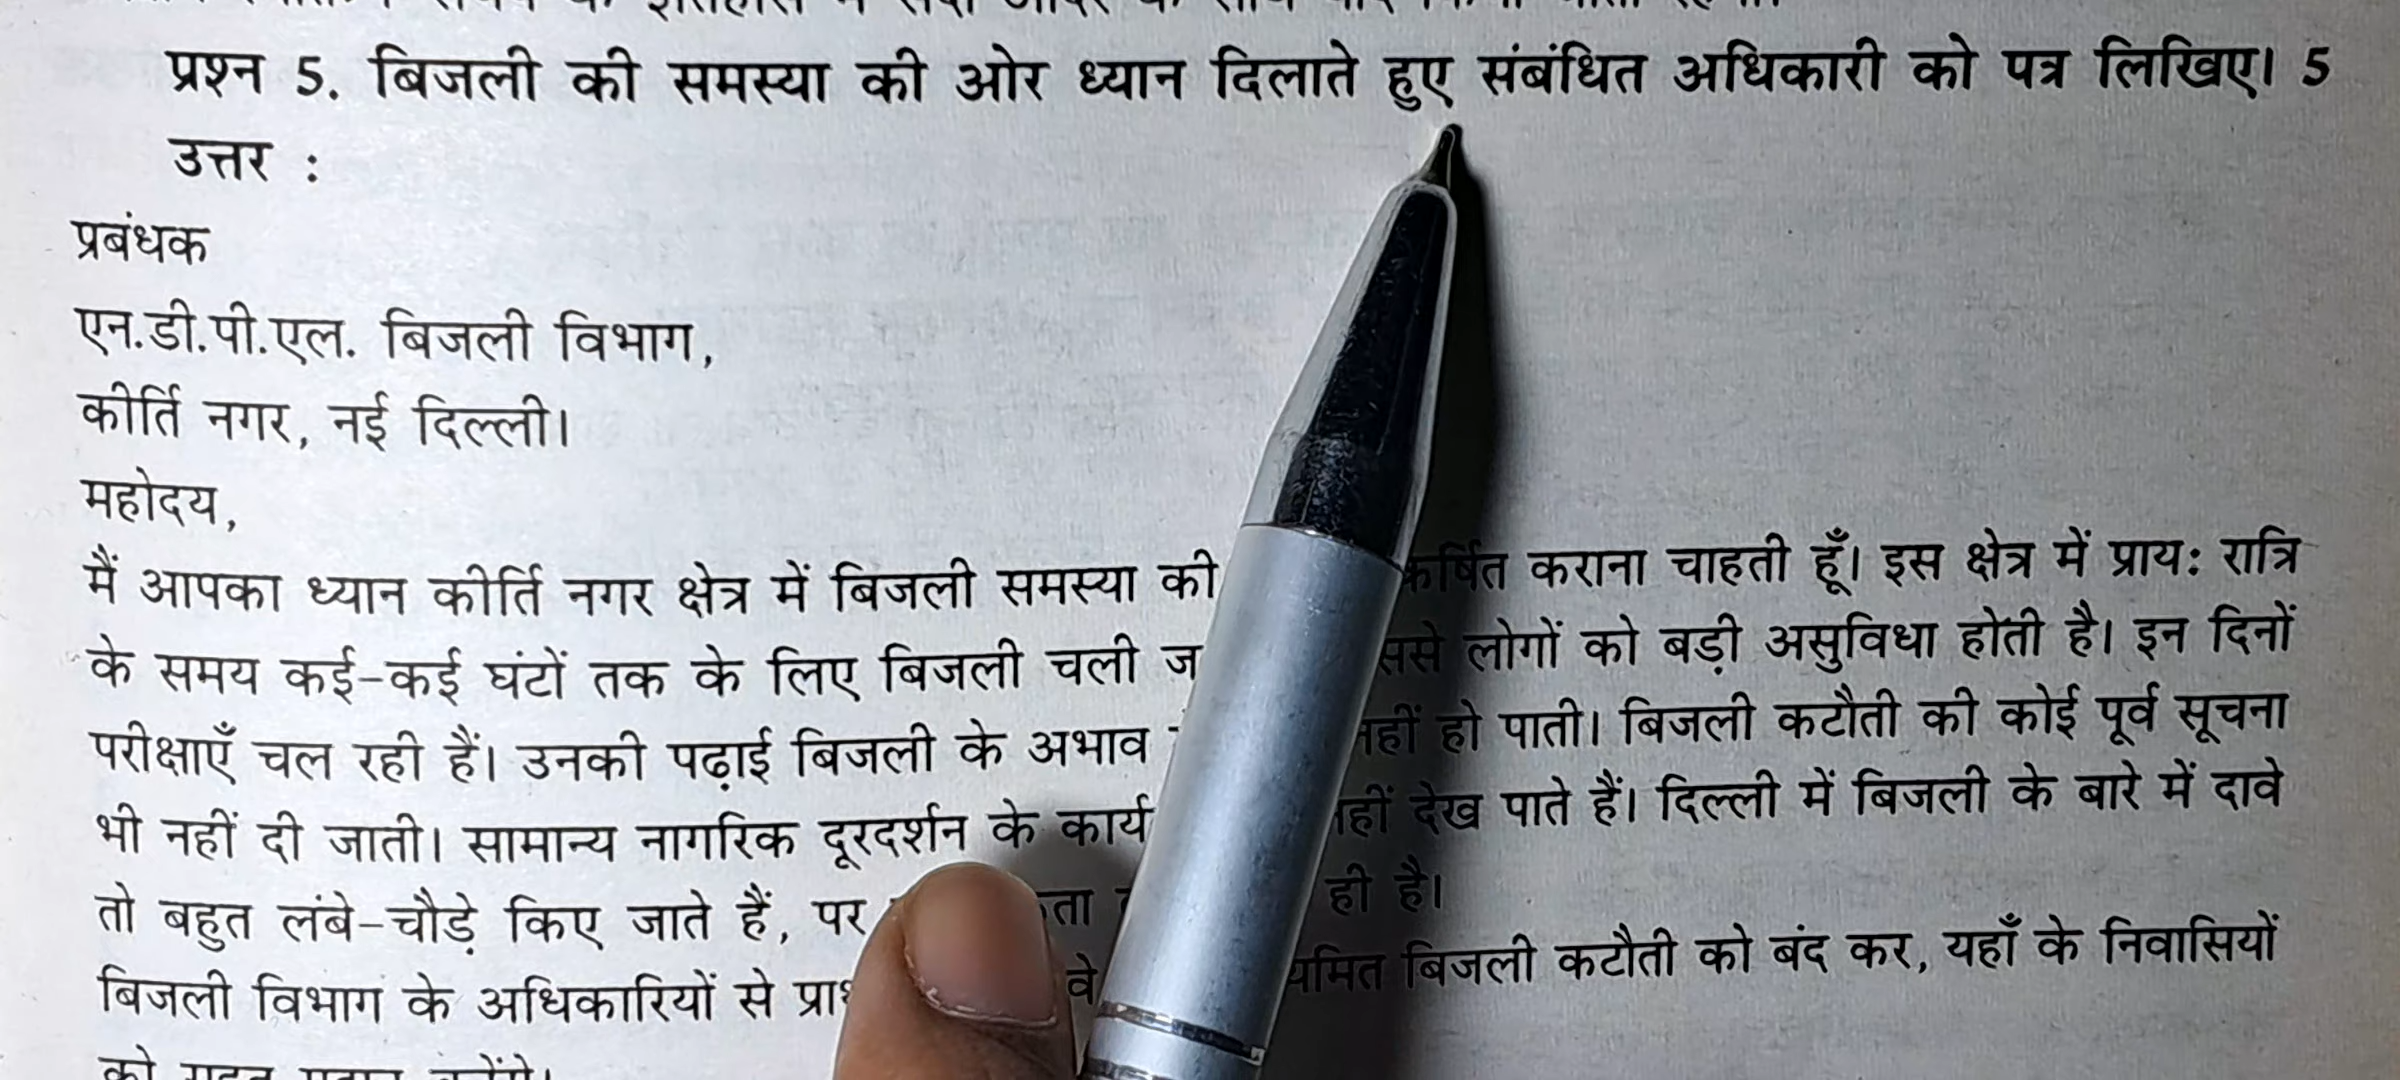 प्रश्न 5. बिजली की समस्या की ओर ध्यान दिलाते हुए संबंधित अधिकारी को पत्र लिखिए। 5
उत्तर :
प्रबंधक
एन.डी.पी.एल. बिजली विभाग,
कीर्ति नगर, नई दिल्ली।
महोदय,
मैं आपका ध्यान कीर्ति नगर क्षेत्र में बिजली समस्या की कराना चाहती हूँ। इस क्षेत्र में प्राय: रात्रि
के समय कई-कई घंटों तक के लिए बिजली चली लोगों को बड़ी असुविधा होती है। इन दिनों
परीक्षाएँ चल रही हैं। उनकी पढ़ाई बिजली के अभाव नहीं हो पाती। बिजली कटौती की कोई पूर्व सूचना
भी नहीं दी जाती। सामान्य नागरिक दूरदर्शन के नहीं देख पाते हैं। दिल्ली में बिजली के बारे में दावे
तो बहुत लंबे-चौड़े किए जाते हैं, पर ही है।
बिजली विभाग के अधिकारियों से वे बिजली कटौती को बंद कर, यहाँ के निवासियों
को